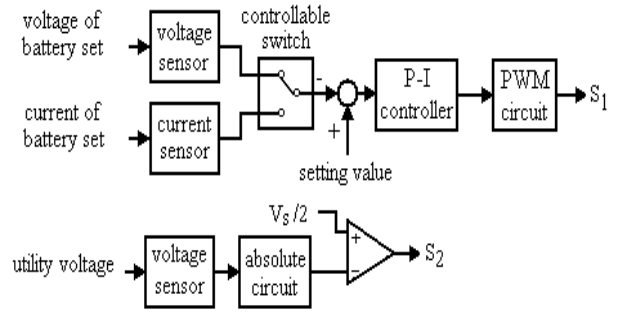 voltage of
battery set
voltage
sensor
controllable
switch
-
+
setting value
P-I
controller
PWM
circuit
S1
current of
battery set
current
sensor
utility voltage
voltage
sensor
absolute
circuit
Vs/2
+
−
S2